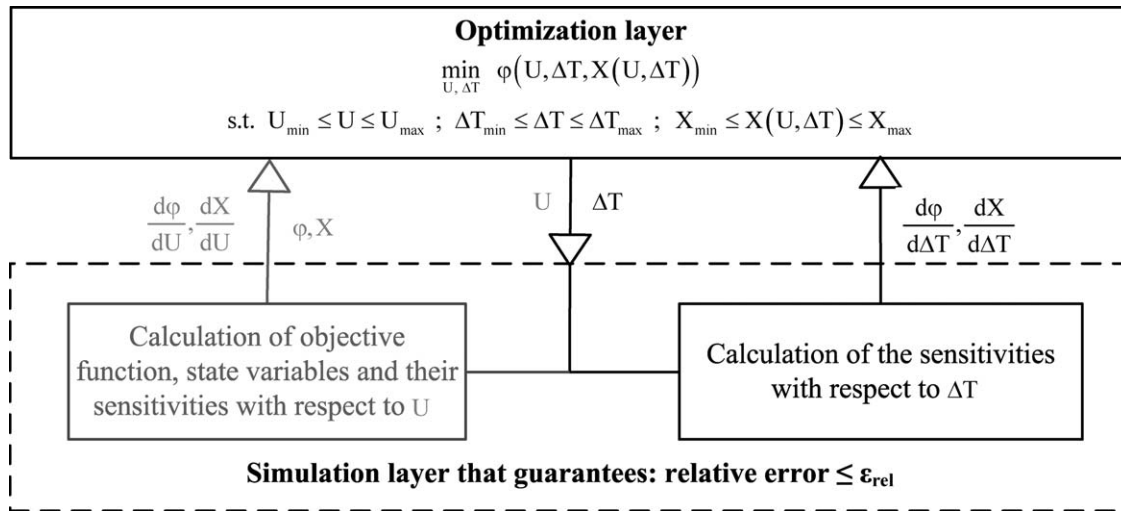 Optimization layer
min φ(U, ΔT, X(U, ΔT))
U, ΔT
s.t. U_min ≤ U ≤ U_max ; ΔT_min ≤ ΔT ≤ ΔT_max ; X_min ≤ X(U, ΔT) ≤ X_max
dφ/dU, dX/dU
φ, X
U ΔT
dφ/dΔT, dX/dΔT
Calculation of objective
function, state variables and their
sensitivities with respect to U
Calculation of the sensitivities
with respect to ΔT
Simulation layer that guarantees: relative error ≤ ε_rel